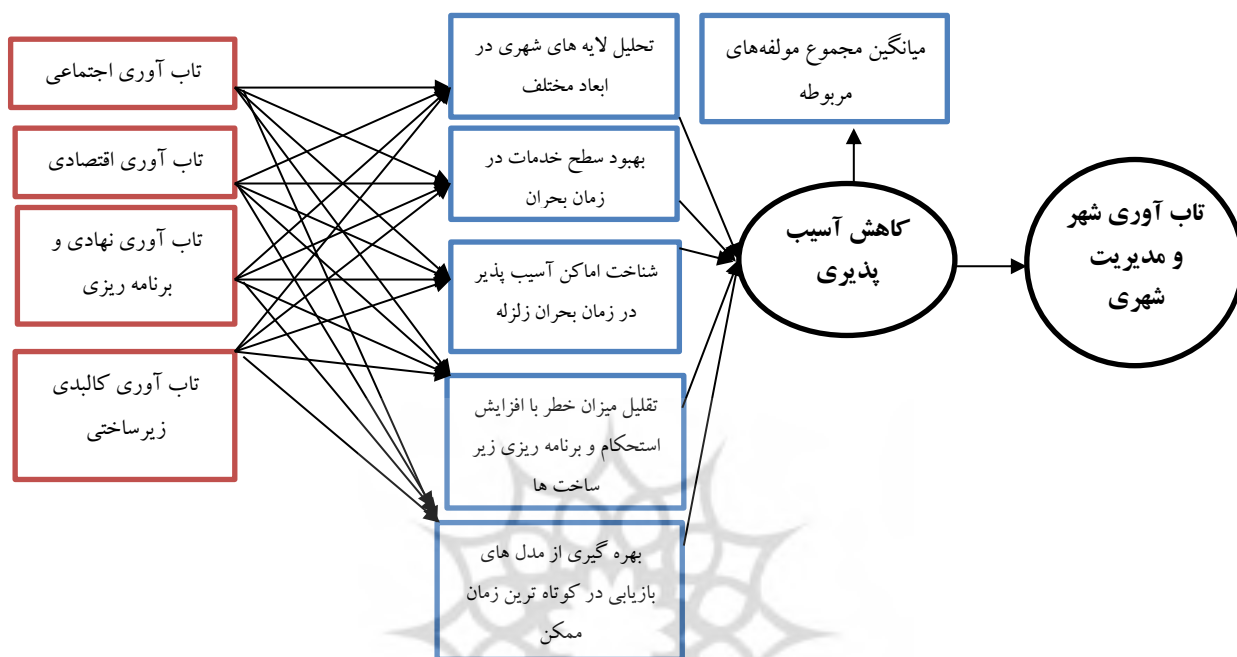 تاب آوری اجتماعی
تاب آوری اقتصادی
تاب آوری نهادی و
برنامه ریزی
تاب آوری کالبدی
زیرساختی
تحلیل لایه های شهری در
ابعاد مختلف
بهبود سطح خدمات در
زمان بحران
شناخت اماکن آسیب پذیر
در زمان بحران زلزله
تقلیل میزان خطر با افزایش
استحکام و برنامه ریزی زیر
ساخت ها
بهره گیری از مدل های
بازیابی در کوتاه ترین زمان
ممکن
میانگین مجموع مولفه‌های
مربوطه
کاهش آسیب
پذیری
تاب آوری شهر
و مدیریت
شهری